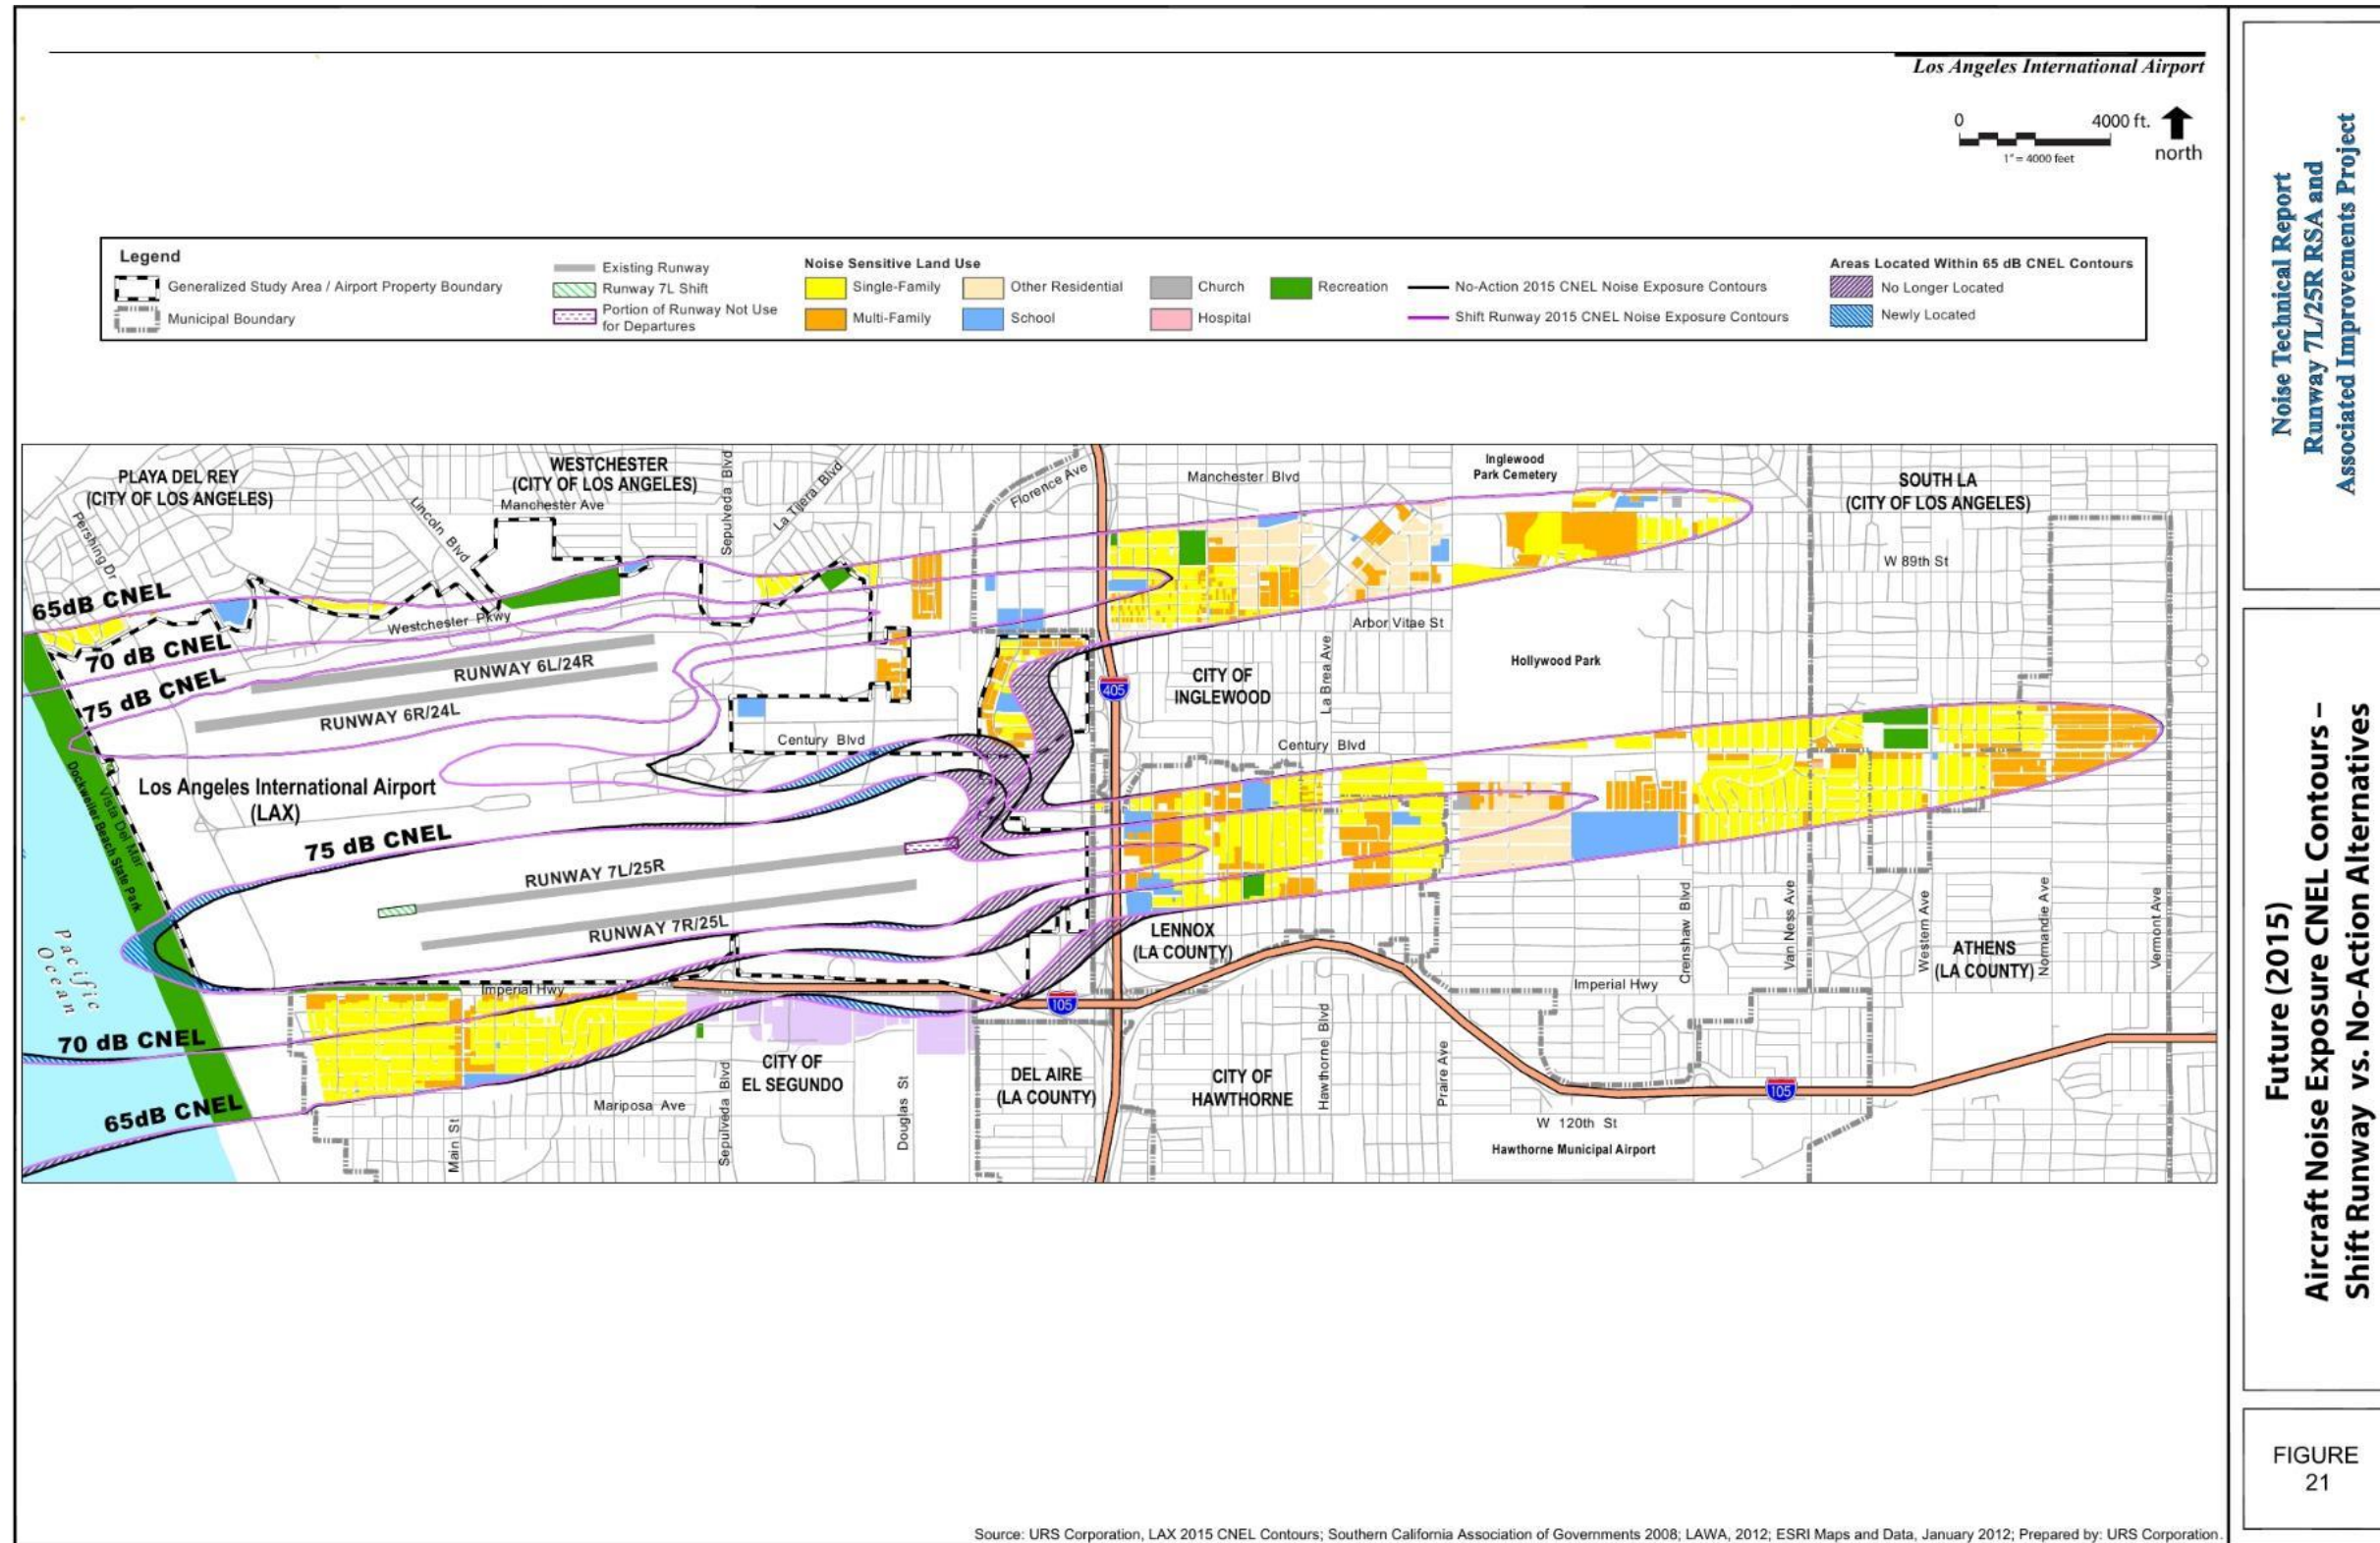 Los Angeles International Airport
0
4000 ft.
1" = 4000 feet
north
Legend
Generalized Study Area / Airport Property Boundary
Municipal Boundary
Existing Runway
Runway 7L Shift
Portion of Runway Not Use
for Departures
Noise Sensitive Land Use
Single-Family
Multi-Family
Other Residential
School
Church
Hospital
Recreation
No-Action 2015 CNEL Noise Exposure Contours
Shift Runway 2015 CNEL Noise Exposure Contours
Areas Located Within 65 dB CNEL Contours
No Longer Located
Newly Located
PLAYA DEL REY
(CITY OF LOS ANGELES)
Pershing Dr
Lincoln Blvd
WESTCHESTER
(CITY OF LOS ANGELES)
Manchester Ave
Sepulveda Blvd
La Tijera Blvd
Florence Ave
Manchester Blvd
Inglewood
Park Cemetery
SOUTH LA
(CITY OF LOS ANGELES)
W 89th St
65dB CNEL
70 dB CNEL
75 dB CNEL
Westchester Pkwy
RUNWAY 6L/24R
RUNWAY 6R/24L
Arbor Vitae St
405
CITY OF
INGLEWOOD
La Brea Ave
Hollywood Park
Century Blvd
Century Blvd
Los Angeles International Airport
(LAX)
Vista Del Mar
Dockweiler Beach State Park
75 dB CNEL
RUNWAY 7L/25R
RUNWAY 7R/25L
Pacific
Ocean
Imperial Hwy
LENNOX
(LA COUNTY)
105
Imperial Hwy
Crenshaw Blvd
Van Ness Ave
Western Ave
ATHENS
(LA COUNTY)
Normandie Ave
Vermont Ave
70 dB CNEL
65dB CNEL
Main St
Mariposa Ave
Sepulveda Blvd
CITY OF
EL SEGUNDO
Douglas St
DEL AIRE
(LA COUNTY)
CITY OF
HAWTHORNE
Hawthorne Blvd
Praire Ave
105
W 120th St
Hawthorne Municipal Airport
Noise Technical Report
Runway 7L/25R RSA and
Associated Improvements Project
Future (2015)
Aircraft Noise Exposure CNEL Contours –
Shift Runway vs. No-Action Alternatives
FIGURE
21
Source: URS Corporation, LAX 2015 CNEL Contours; Southern California Association of Governments 2008; LAWA, 2012; ESRI Maps and Data, January 2012; Prepared by: URS Corporation.